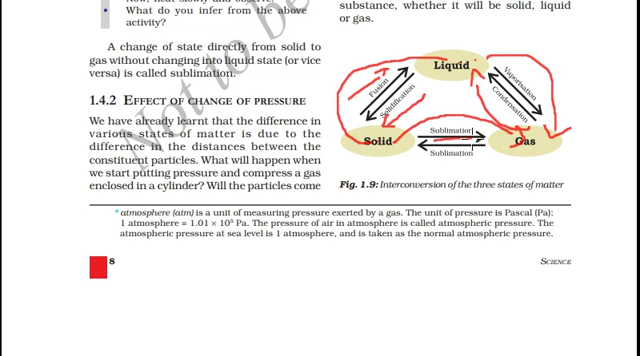 What do you infer from the above
activity?
A change of state directly from solid to
gas without changing into liquid state (or vice
versa) is called sublimation.
1.4.2 EFFECT OF CHANGE OF PRESSURE
We have already learnt that the difference in
various states of matter is due to the
difference in the distances between the
constituent particles. What will happen when
we start putting pressure and compress a gas
enclosed in a cylinder? Will the particles come
substance, whether it will be solid, liquid
or gas.
Liquid
Fusion
Solidification
Vaporisation
Condensation
Solid
Sublimation
Sublimation
Gas
Fig. 1.9: Interconversion of the three states of matter
* atmosphere (atm) is a unit of measuring pressure exerted by a gas. The unit of pressure is Pascal (Pa):
1 atmosphere = 1.01 × 10⁵ Pa. The pressure of air in atmosphere is called atmospheric pressure. The
atmospheric pressure at sea level is 1 atmosphere, and is taken as the normal atmospheric pressure.
8
SCIENCE
Not to be